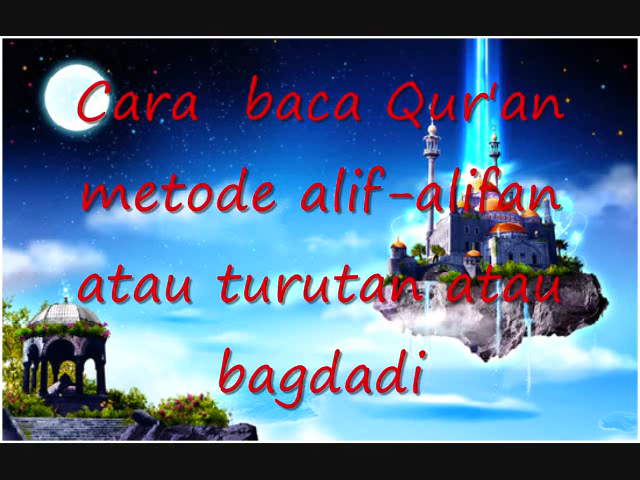 Cara baca Qur'an
metode alif-alifan
atau turutan atau
bagdadi